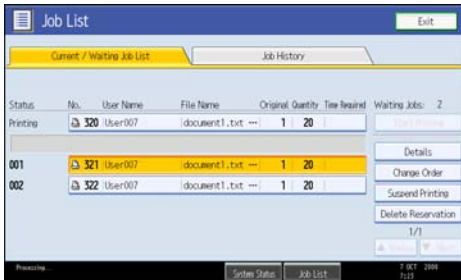 Job List
Exit
Current / Waiting Job List
Job History
Status No. User Name File Name Original Quantity Time Required Waiting Jobs: 2
Printing 320 User007 document1.txt ··· 1 20
Details
001 321 User007 document1.txt ··· 1 20
Change Order
002 322 User007 document1.txt ··· 1 20
Suspend Printing
Delete Reservation
1/1
Processing...
System Status Job List
7 OCT 2008
7:15